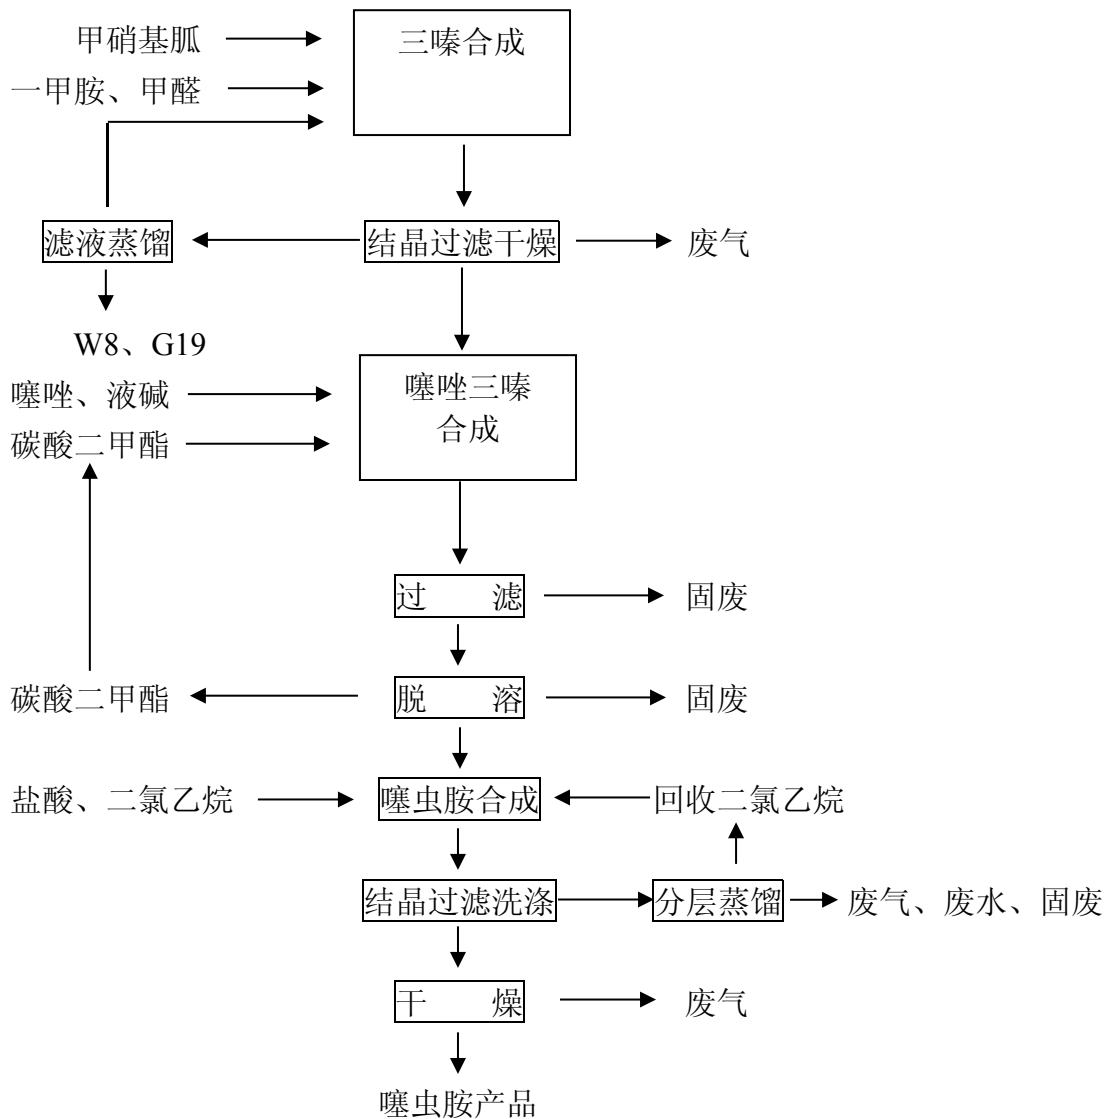 甲硝基胍
三嗪合成
一甲胺、甲醛
滤液蒸馏
结晶过滤干燥
废气
W8、G19
噻唑、液碱
噻唑三嗪
合成
碳酸二甲酯
过 滤
固废
碳酸二甲酯
脱 溶
固废
盐酸、二氯乙烷
噻虫胺合成
回收二氯乙烷
结晶过滤洗涤
分层蒸馏
废气、废水、固废
干 燥
废气
噻虫胺产品